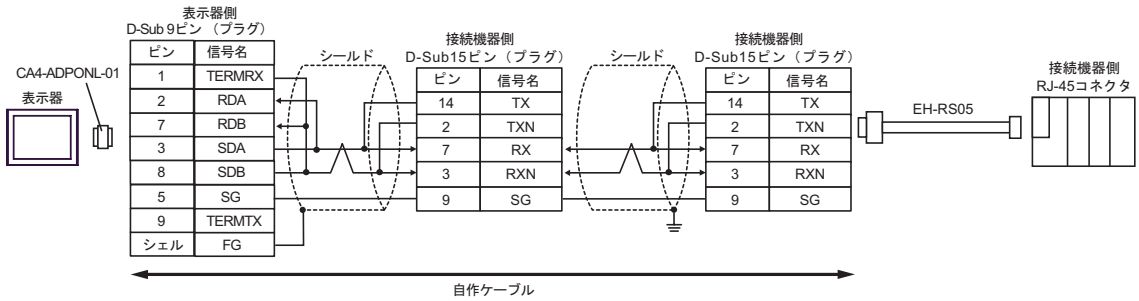 表示器側
D-Sub 9ピン （プラグ）
ピン 信号名
1 TERMRX
2 RDA
7 RDB
3 SDA
8 SDB
5 SG
9 TERMTX
シェル FG
CA4-ADPONL-01
表示器
シールド
接続機器側
D-Sub15ピン （プラグ）
ピン 信号名
14 TX
2 TXN
7 RX
3 RXN
9 SG
シールド
接続機器側
D-Sub15ピン （プラグ）
ピン 信号名
14 TX
2 TXN
7 RX
3 RXN
9 SG
EH-RS05
接続機器側
RJ-45コネクタ
自作ケーブル